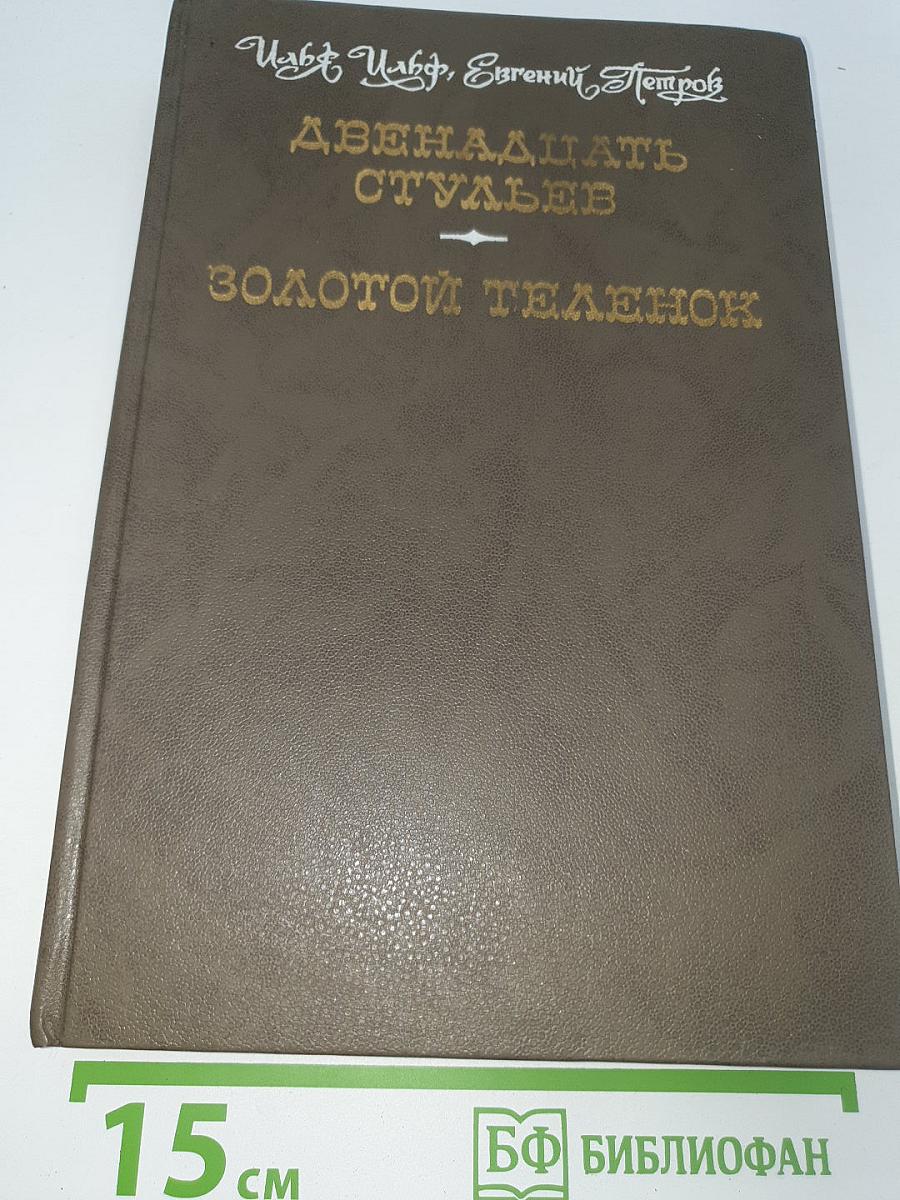 Илья Ильф, Евгений Петров
ДВЕНАДЦАТЬ
СТУЛЬЕВ
ЗОЛОТОЙ ТЕЛЕНОК
15 см
БФ БИБЛИОФАН